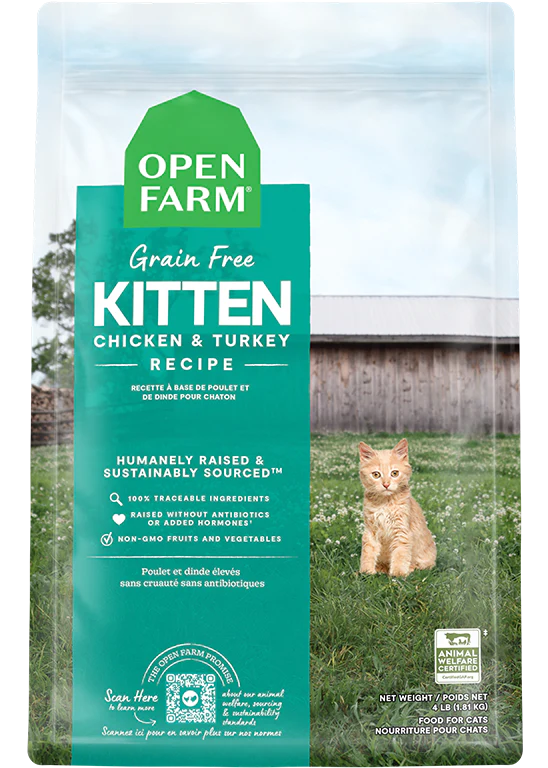 OPEN
FARM®
Grain Free
KITTEN
CHICKEN & TURKEY
RECIPE
RECETTE À BASE DE POULET ET
DE DINDE POUR CHATON
HUMANELY RAISED &
SUSTAINABLY SOURCED™
100% TRACEABLE INGREDIENTS
RAISED WITHOUT ANTIBIOTICS
OR ADDED HORMONES†
NON-GMO FRUITS AND VEGETABLES
Poulet et dinde élevés
sans cruauté sans antibiotiques
THE OPEN FARM PROMISE
Scan Here
to learn more
about our animal
welfare, sourcing
& sustainability
standards
Scannez ici pour en savoir plus sur nos normes
ANIMAL
WELFARE
CERTIFIED
‡
NET WEIGHT / POIDS NET
4 LB (1.81 KG)
FOOD FOR CATS
NOURRITURE POUR CHATS